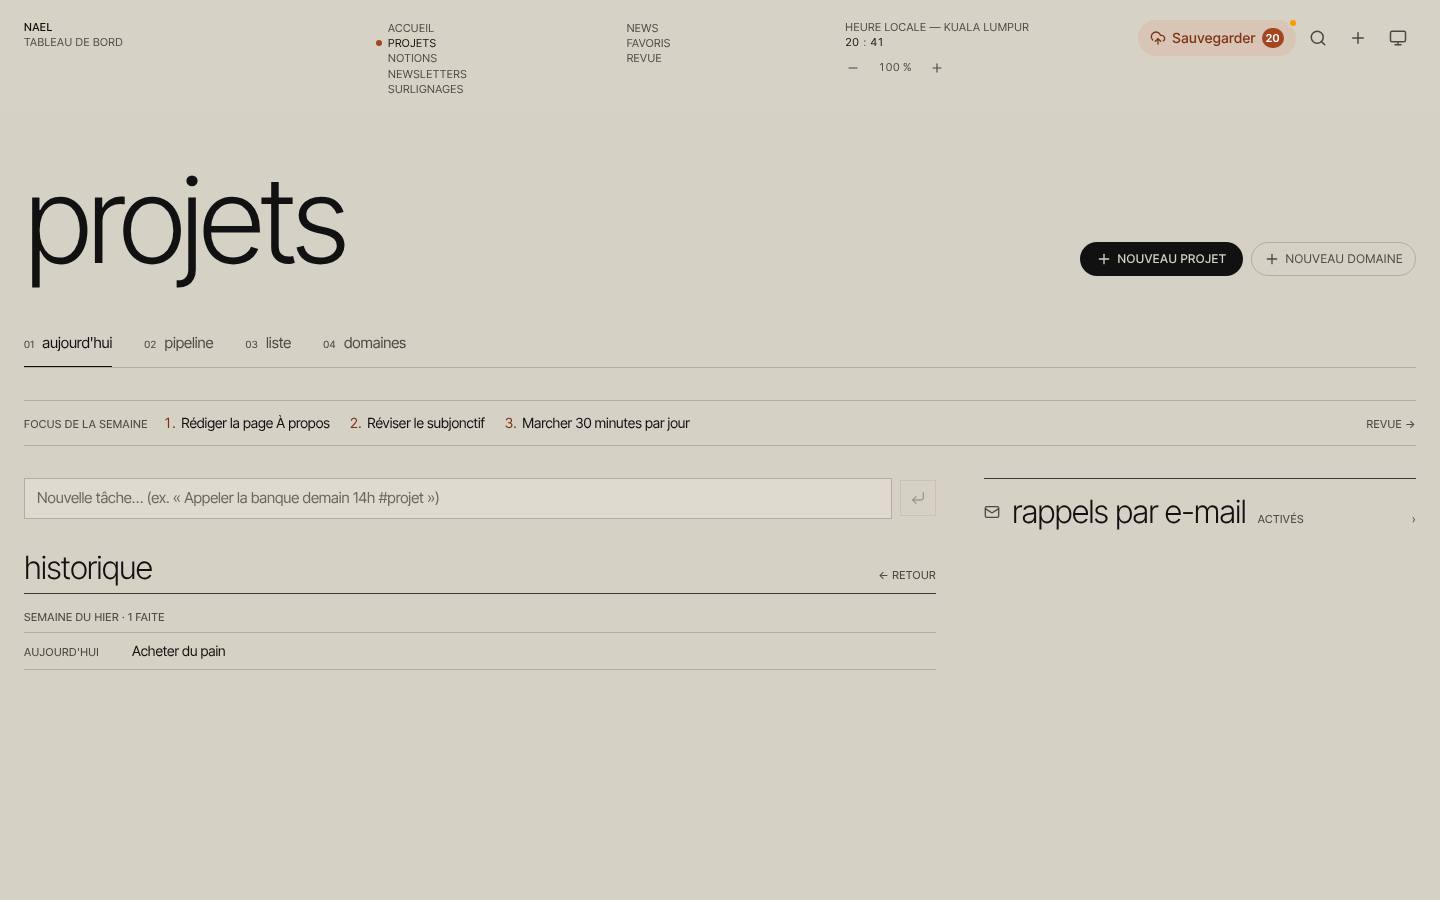 NAEL
TABLEAU DE BORD
ACCUEIL
PROJETS
NOTIONS
NEWSLETTERS
SURLIGNAGES
NEWS
FAVORIS
REVUE
HEURE LOCALE — KUALA LUMPUR
20 : 41
− 100 % +
Sauvegarder 20
projets
+ NOUVEAU PROJET
+ NOUVEAU DOMAINE
01 aujourd'hui 02 pipeline 03 liste 04 domaines
FOCUS DE LA SEMAINE 1. Rédiger la page À propos 2. Réviser le subjonctif 3. Marcher 30 minutes par jour REVUE →
Nouvelle tâche… (ex. « Appeler la banque demain 14h #projet »)
historique
← RETOUR
SEMAINE DU HIER · 1 FAITE
AUJOURD'HUI Acheter du pain
rappels par e-mail ACTIVÉS ›